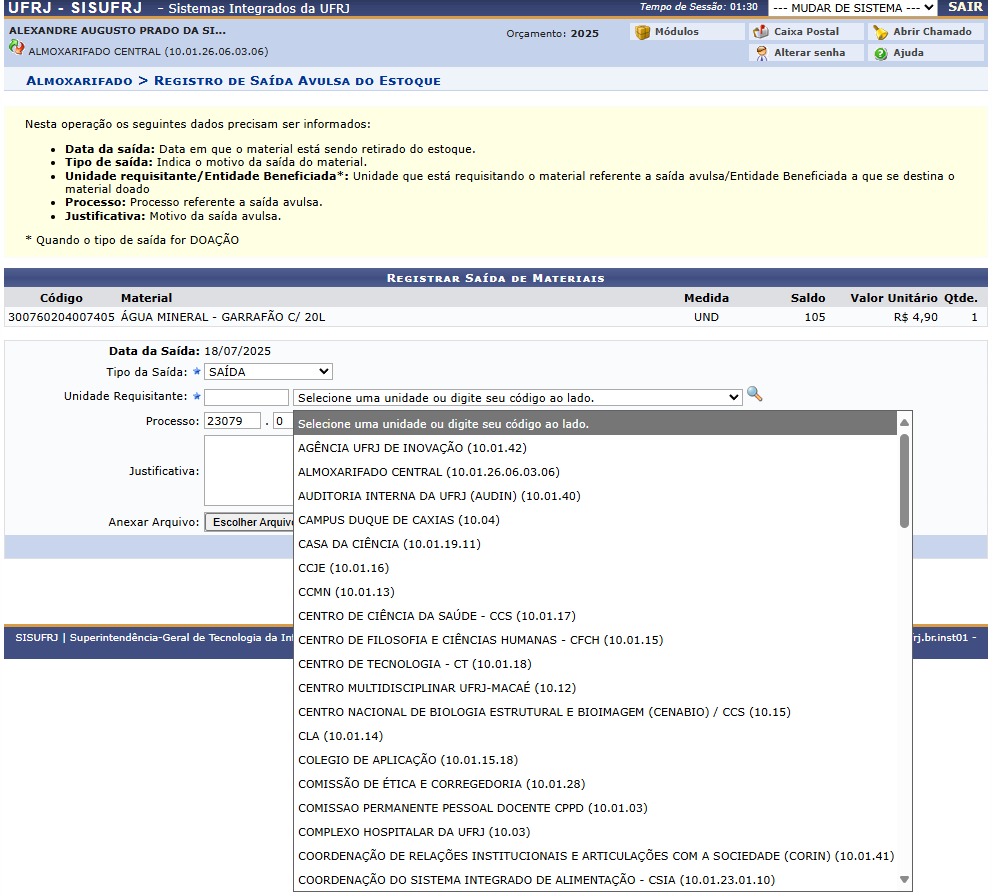 UFRJ - SISUFRJ - Sistemas Integrados da UFRJ Tempo de Sessão: 01:30 --- MUDAR DE SISTEMA --- SAIR
ALEXANDRE AUGUSTO PRADO DA SI...
ALMOXARIFADO CENTRAL (10.01.26.06.03.06)
Orçamento: 2025
Módulos Caixa Postal Abrir Chamado
Alterar senha Ajuda
ALMOXARIFADO > REGISTRO DE SAÍDA AVULSA DO ESTOQUE
Nesta operação os seguintes dados precisam ser informados:
• Data da saída: Data em que o material está sendo retirado do estoque.
• Tipo de saída: Indica o motivo da saída do material.
• Unidade requisitante/Entidade Beneficiada*: Unidade que está requisitando o material referente a saída avulsa/Entidade Beneficiada a que se destina o
material doado
• Processo: Processo referente a saída avulsa.
• Justificativa: Motivo da saída avulsa.
* Quando o tipo de saída for DOAÇÃO
REGISTRAR SAÍDA DE MATERIAIS
Código Material Medida Saldo Valor Unitário Qtde.
300760204007405 ÁGUA MINERAL - GARRAFÃO C/ 20L UND 105 R$ 4,90 1
Data da Saída: 18/07/2025
Tipo da Saída: SAÍDA
Unidade Requisitante: Selecione uma unidade ou digite seu código ao lado.
Processo: 23079 . 0
Justificativa:
Anexar Arquivo: Escolher Arquivo
Selecione uma unidade ou digite seu código ao lado.
AGÊNCIA UFRJ DE INOVAÇÃO (10.01.42)
ALMOXARIFADO CENTRAL (10.01.26.06.03.06)
AUDITORIA INTERNA DA UFRJ (AUDIN) (10.01.40)
CAMPUS DUQUE DE CAXIAS (10.04)
CASA DA CIÊNCIA (10.01.19.11)
CCJE (10.01.16)
CCMN (10.01.13)
CENTRO DE CIÊNCIA DA SAÚDE - CCS (10.01.17)
CENTRO DE FILOSOFIA E CIÊNCIAS HUMANAS - CFCH (10.01.15)
CENTRO DE TECNOLOGIA - CT (10.01.18)
CENTRO MULTIDISCIPLINAR UFRJ-MACAÉ (10.12)
CENTRO NACIONAL DE BIOLOGIA ESTRUTURAL E BIOIMAGEM (CENABIO) / CCS (10.15)
CLA (10.01.14)
COLEGIO DE APLICAÇÃO (10.01.15.18)
COMISSÃO DE ÉTICA E CORREGEDORIA (10.01.28)
COMISSAO PERMANENTE PESSOAL DOCENTE CPPD (10.01.03)
COMPLEXO HOSPITALAR DA UFRJ (10.03)
COORDENAÇÃO DE RELAÇÕES INSTITUCIONAIS E ARTICULAÇÕES COM A SOCIEDADE (CORIN) (10.01.41)
COORDENAÇÃO DO SISTEMA INTEGRADO DE ALIMENTAÇÃO - CSIA (10.01.23.01.10)
SISUFRJ | Superintendência-Geral de Tecnologia da In rj.br.inst01 -